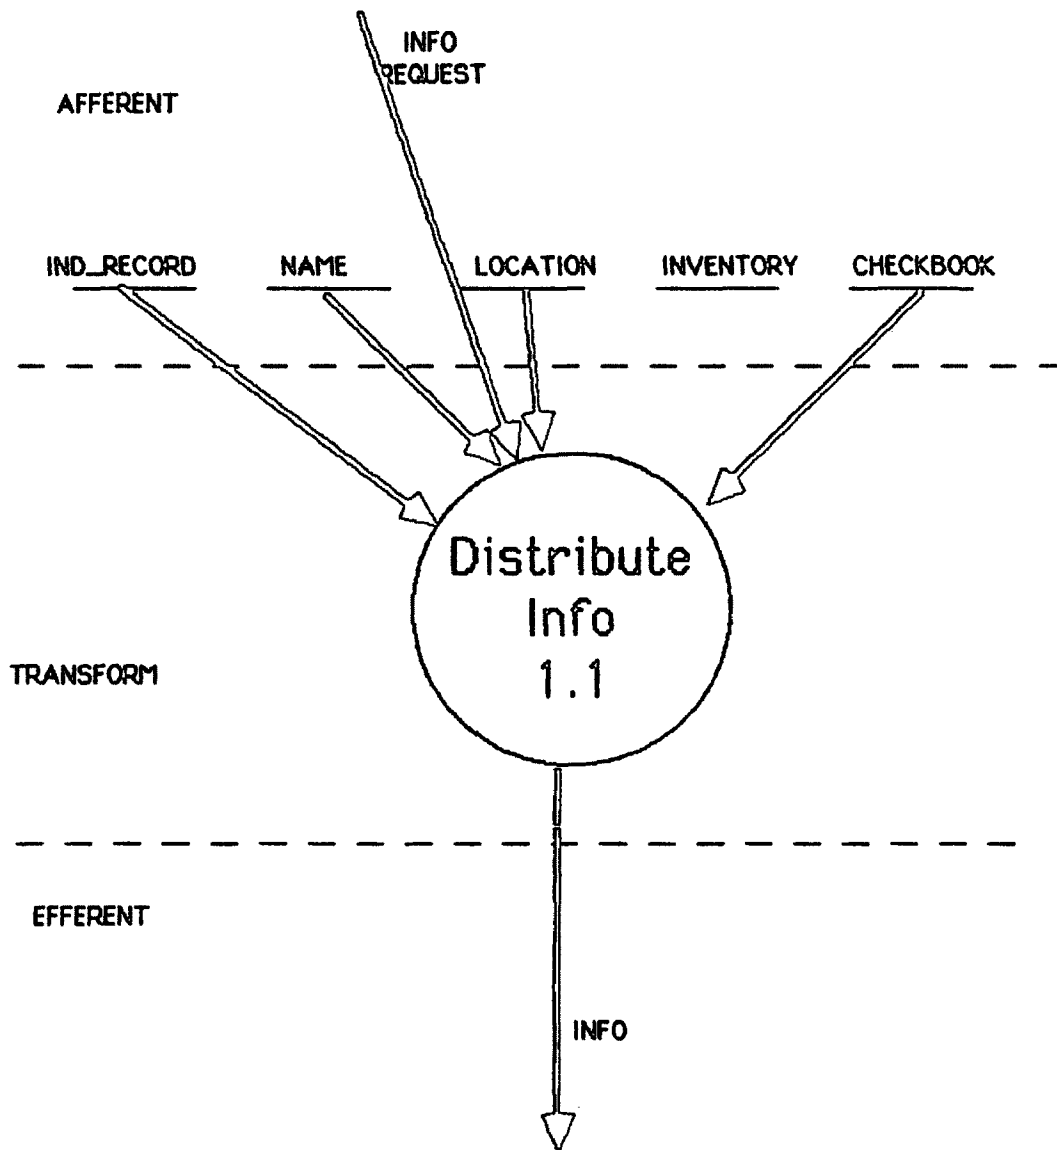 INFO
REQUEST
AFFERENT
IND_RECORD NAME LOCATION INVENTORY CHECKBOOK
Distribute
Info
1.1
TRANSFORM
EFFERENT
INFO